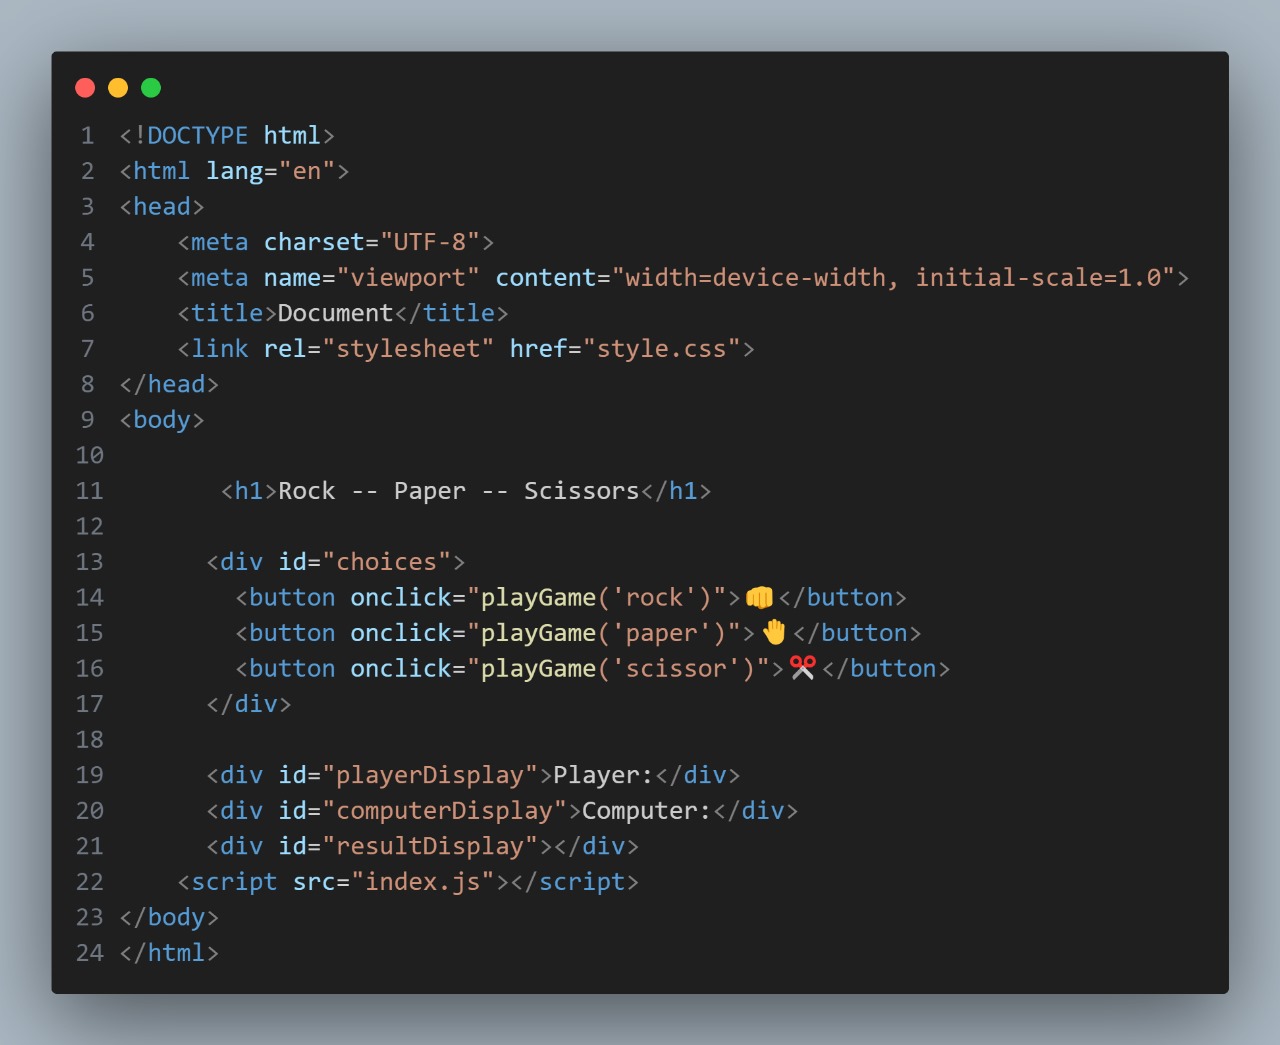 1 <!DOCTYPE html>
2 <html lang="en">
3 <head>
4     <meta charset="UTF-8">
5     <meta name="viewport" content="width=device-width, initial-scale=1.0">
6     <title>Document</title>
7     <link rel="stylesheet" href="style.css">
8 </head>
9 <body>
10
11        <h1>Rock -- Paper -- Scissors</h1>
12
13       <div id="choices">
14         <button onclick="playGame('rock')">👊</button>
15         <button onclick="playGame('paper')">🤚</button>
16         <button onclick="playGame('scissor')">✂️</button>
17       </div>
18
19       <div id="playerDisplay">Player:</div>
20       <div id="computerDisplay">Computer:</div>
21       <div id="resultDisplay"></div>
22     <script src="index.js"></script>
23 </body>
24 </html>